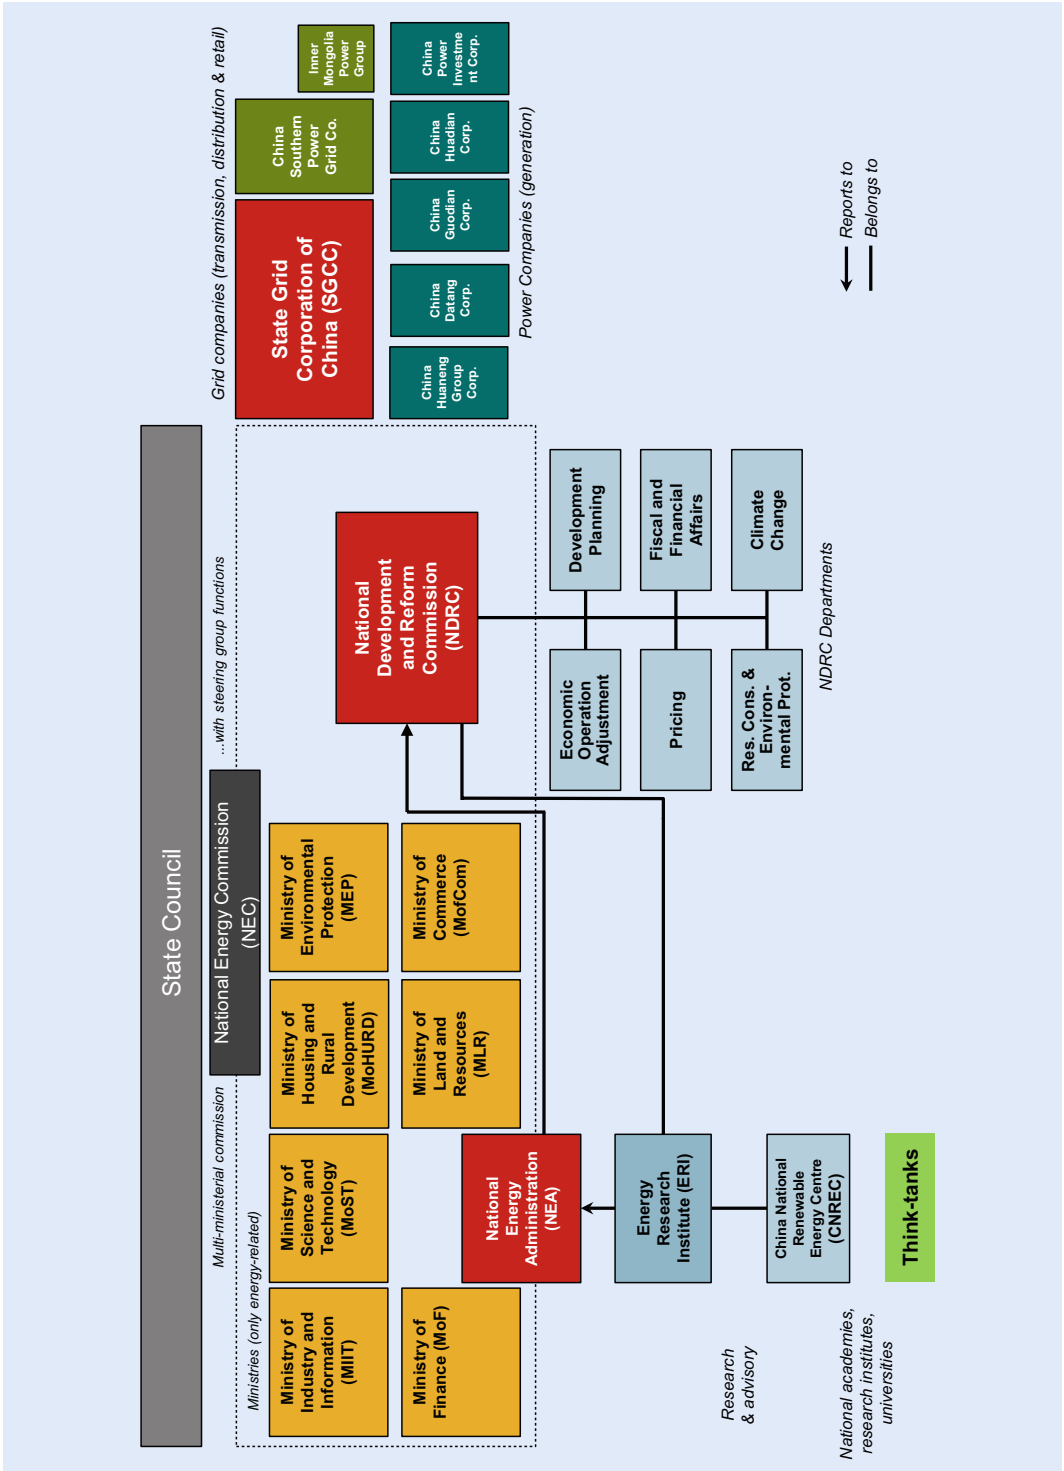 State Council
Multi-ministerial commission
National Energy Commission
(NEC)
...with steering group functions
Ministries (only energy-related)
Ministry of
Industry and
Information
(MIIT)
Ministry of
Science and
Technology
(MoST)
Ministry of
Housing and
Rural
Development
(MoHURD)
Ministry of
Environmental
Protection
(MEP)
Ministry of
Finance (MoF)
Ministry of
Land and
Resources
(MLR)
Ministry of
Commerce
(MofCom)
National
Development
and Reform
Commission
(NDRC)
National
Energy
Administration
(NEA)
Energy
Research
Institute (ERI)
China National
Renewable
Energy Centre
(CNREC)
Think-tanks
Research
& advisory
National academies,
research institutes,
universities
Economic
Operation
Adjustment
Development
Planning
Pricing
Fiscal and
Financial
Affairs
Res. Cons. &
Environ-
mental Prot.
Climate
Change
NDRC Departments
Grid companies (transmission, distribution & retail)
State Grid
Corporation of
China (SGCC)
China
Southern
Power
Grid Co.
Inner
Mongolia
Power
Group
China
Huaneng
Group
Corp.
China
Datang
Corp.
China
Guodian
Corp.
China
Huadian
Corp.
China
Power
Investme
nt Corp.
Power Companies (generation)
Reports to
Belongs to